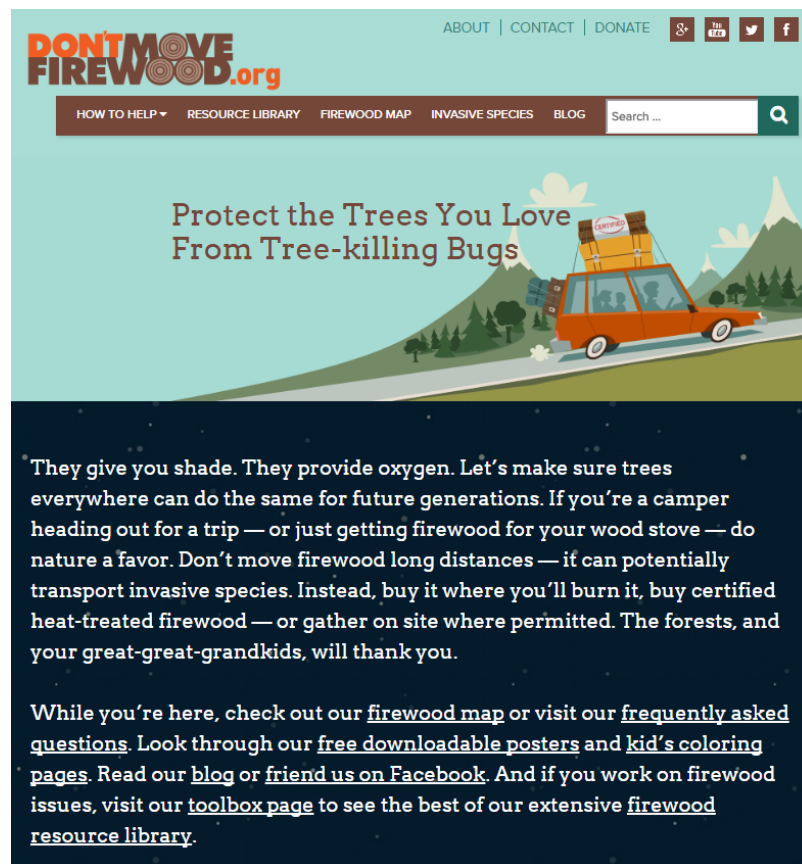 ABOUT | CONTACT | DONATE
8+
You
Tube
f
DON'T MOVE
FIREWOOD.org
HOW TO HELP RESOURCE LIBRARY FIREWOOD MAP INVASIVE SPECIES BLOG Search ...
Protect the Trees You Love
From Tree-killing Bugs
CERTIFIED
They give you shade. They provide oxygen. Let’s make sure trees
everywhere can do the same for future generations. If you’re a camper
heading out for a trip — or just getting firewood for your wood stove — do
nature a favor. Don’t move firewood long distances — it can potentially
transport invasive species. Instead, buy it where you’ll burn it, buy certified
heat-treated firewood — or gather on site where permitted. The forests, and
your great-great-grandkids, will thank you.
While you’re here, check out our firewood map or visit our frequently asked
questions. Look through our free downloadable posters and kid’s coloring
pages. Read our blog or friend us on Facebook. And if you work on firewood
issues, visit our toolbox page to see the best of our extensive firewood
resource library.